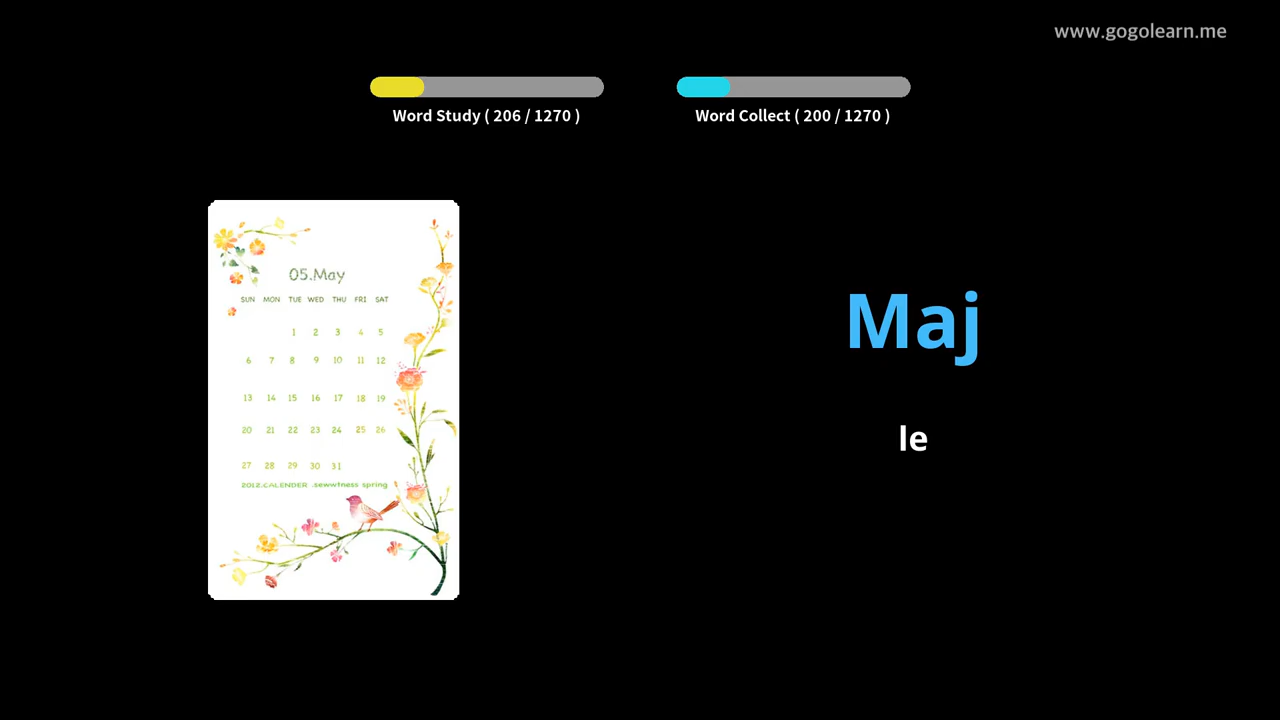 www.gogolearn.me
Word Study ( 206 / 1270 )
Word Collect ( 200 / 1270 )
05.May
SUN MON TUE WED THU FRI SAT
1 2 3 4 5
6 7 8 9 10 11 12
13 14 15 16 17 18 19
20 21 22 23 24 25 26
27 28 29 30 31
2012.CALENDER .sewwtness spring
Maj
le